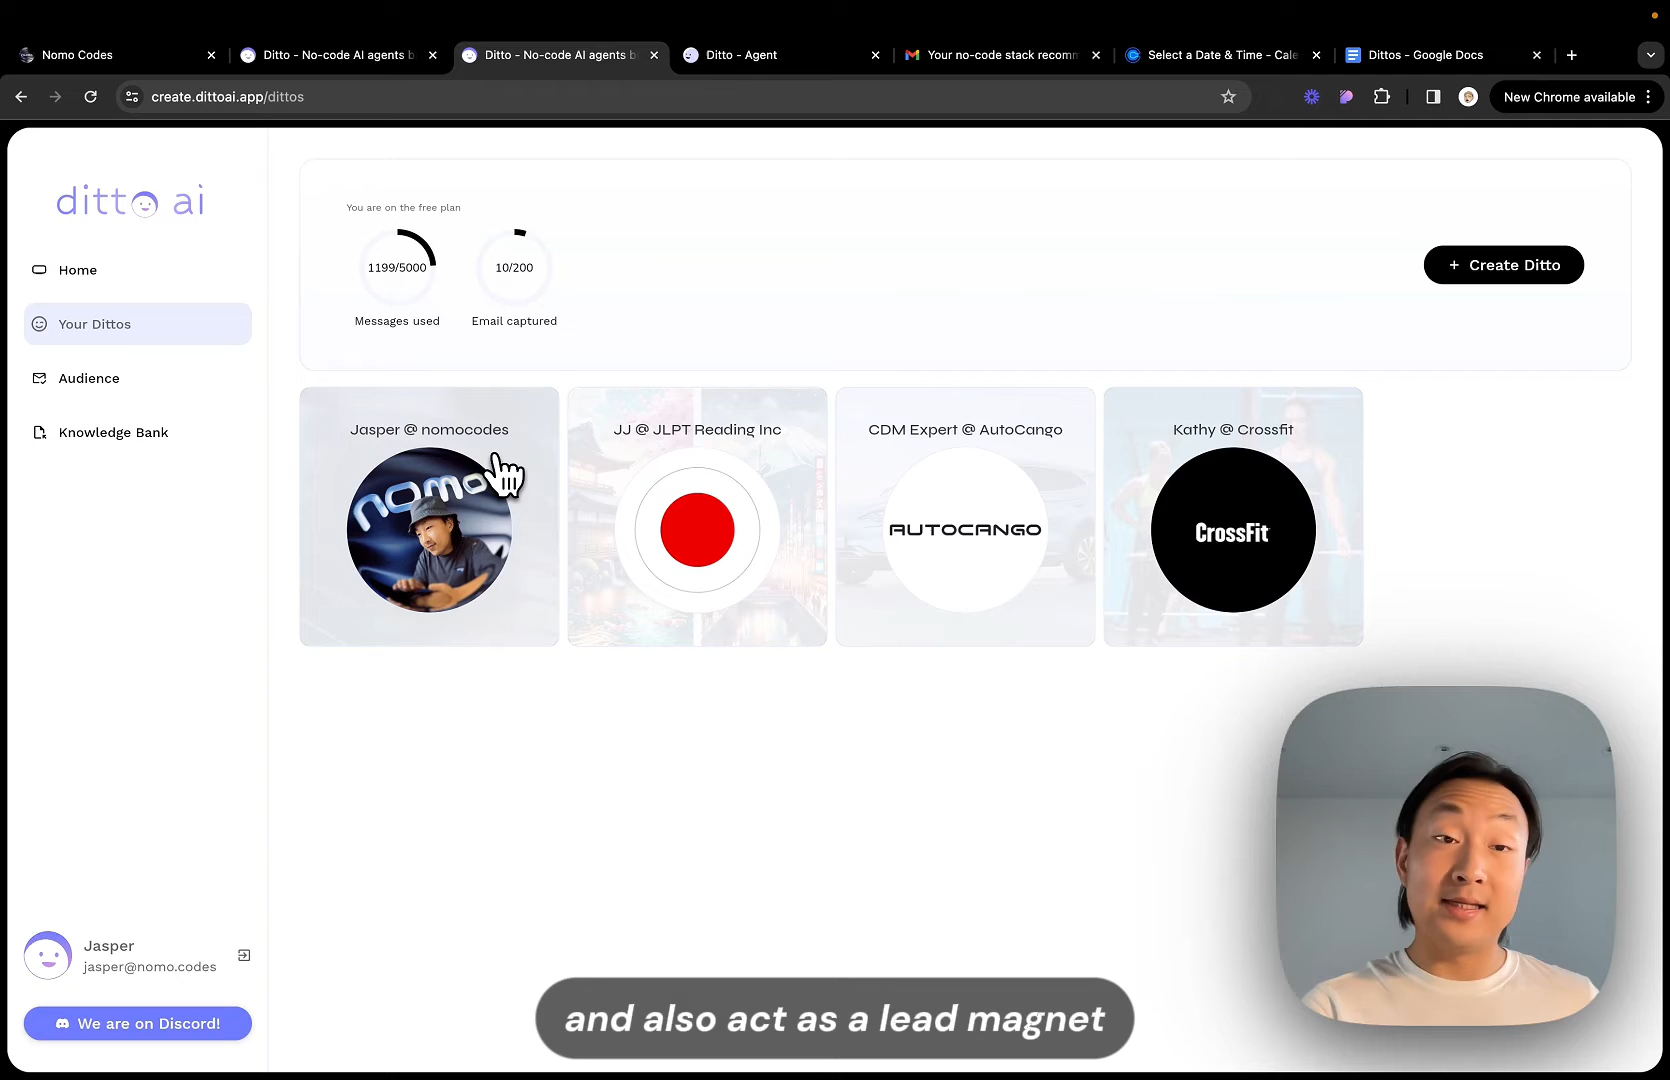 Nomo Codes
Ditto - No-code AI agents b
Ditto - No-code AI agents b
Ditto - Agent
Your no-code stack recomm
Select a Date & Time - Cale
Dittos - Google Docs
create.dittoai.app/dittos
New Chrome available
ditto ai
Home
Your Dittos
Audience
Knowledge Bank
You are on the free plan
1199/5000
10/200
Messages used
Email captured
+ Create Ditto
Jasper @ nomocodes
nomo
JJ @ JLPT Reading Inc
CDM Expert @ AutoCango
AUTOCANGO
Kathy @ Crossfit
CrossFit
Jasper
jasper@nomo.codes
We are on Discord!
and also act as a lead magnet